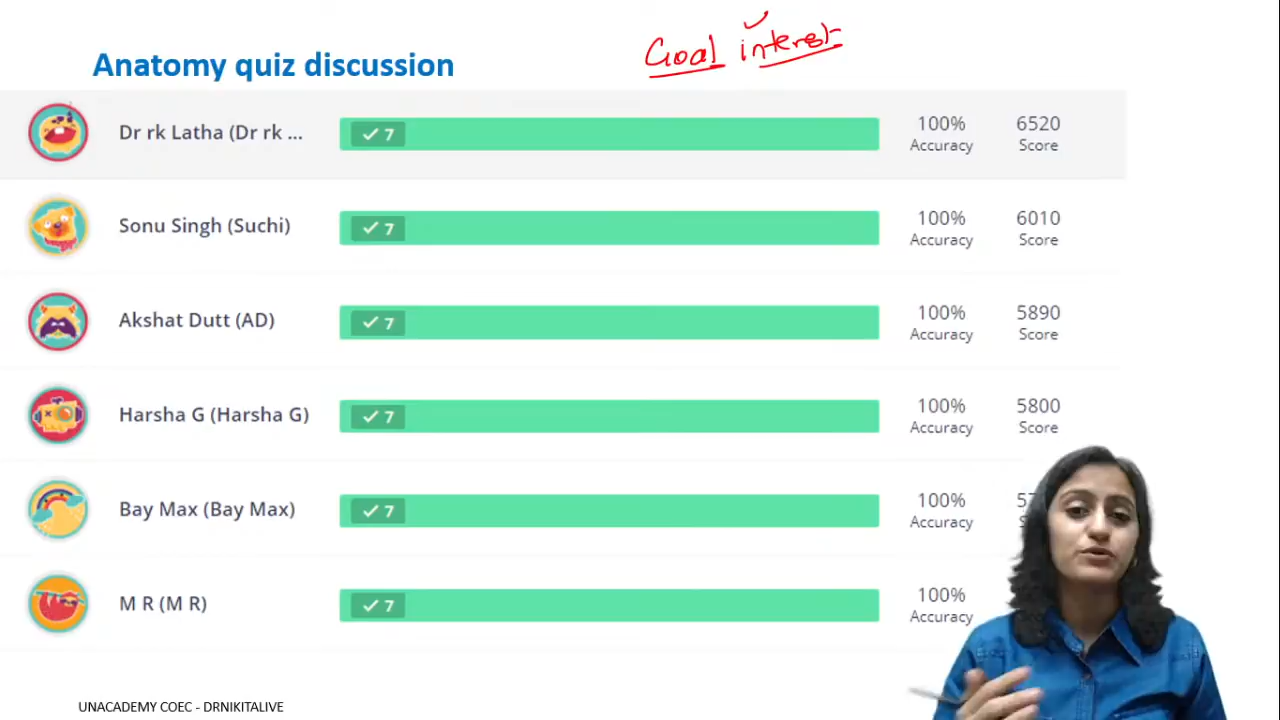 Goal interest
Anatomy quiz discussion
Dr rk Latha (Dr rk ... ✓ 7 100% 6520
Accuracy Score
Sonu Singh (Suchi) ✓ 7 100% 6010
Accuracy Score
Akshat Dutt (AD) ✓ 7 100% 5890
Accuracy Score
Harsha G (Harsha G) ✓ 7 100% 5800
Accuracy Score
Bay Max (Bay Max) ✓ 7 100%
Accuracy
M R (M R) ✓ 7 100%
Accuracy
UNACADEMY COEC - DRNIKITALIVE